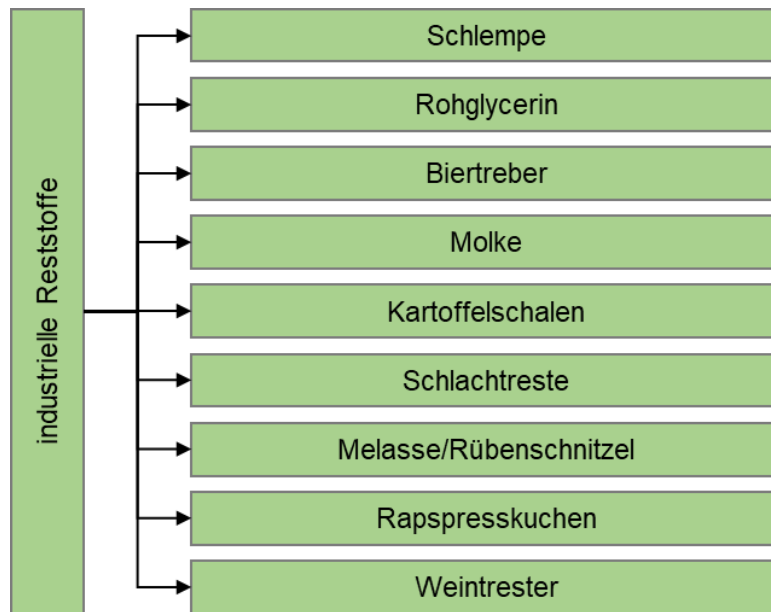 industrielle Reststoffe
Schlempe
Rohglycerin
Biertreber
Molke
Kartoffelschalen
Schlachtreste
Melasse/Rübenschnitzel
Rapspresskuchen
Weintrester